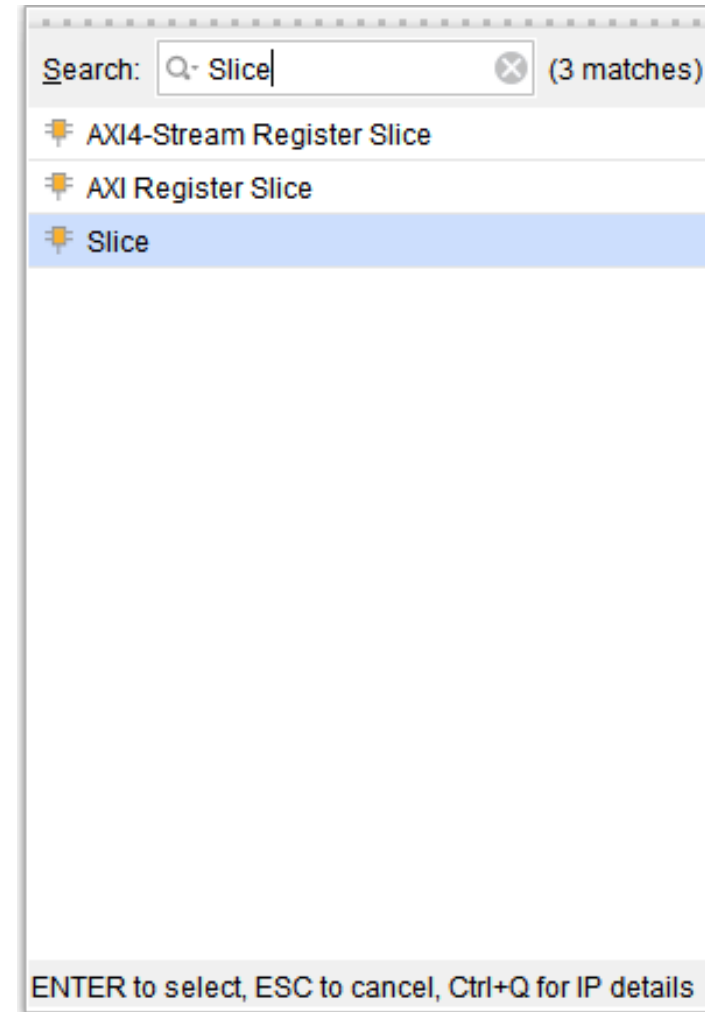 Search: Slice (3 matches)
AXI4-Stream Register Slice
AXI Register Slice
Slice
ENTER to select, ESC to cancel, Ctrl+Q for IP details